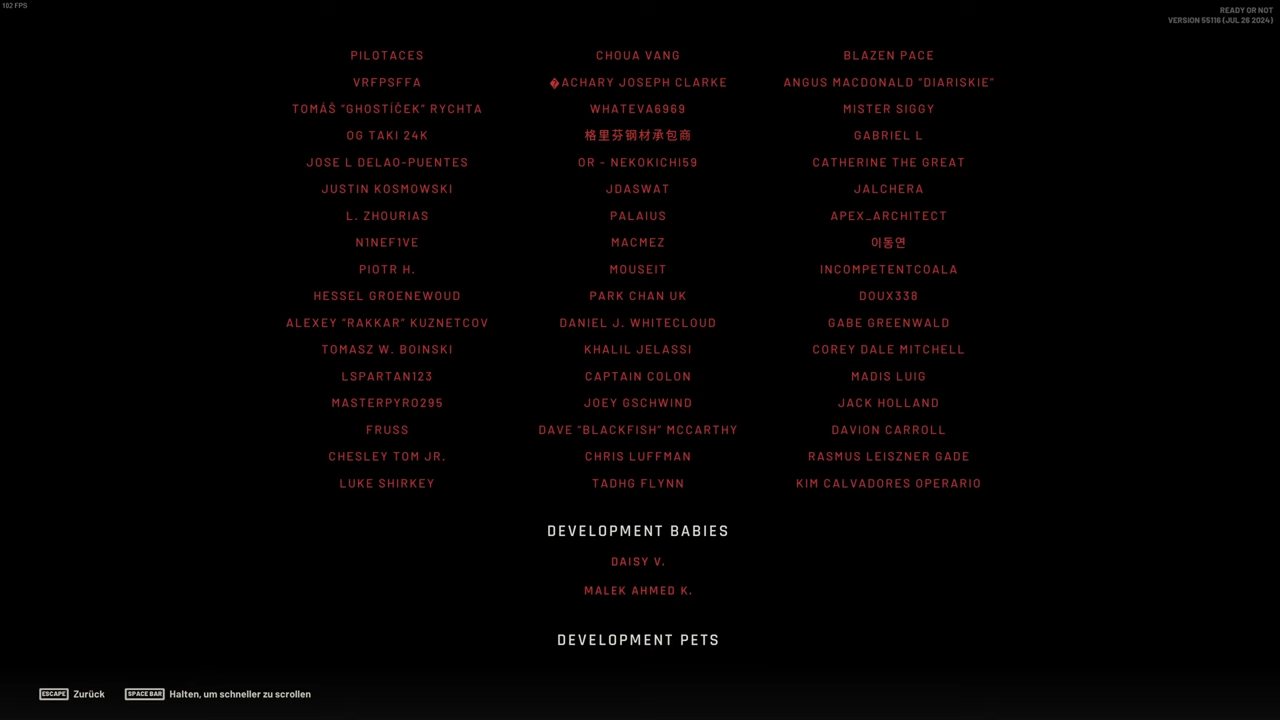 102 FPS
READY OR NOT
VERSION 55116 (JUL 26 2024)
PILOTACES CHOUA VANG BLAZEN PACE
VRFPSFFA �ACHARY JOSEPH CLARKE ANGUS MACDONALD "DIARISKIE"
TOMÁŠ "GHOSTÍČEK" RYCHTA WHATEVA6969 MISTER SIGGY
OG TAKI 24K 格里芬钢材承包商 GABRIEL L
JOSE L DELAO-PUENTES OR - NEKOKICHI59 CATHERINE THE GREAT
JUSTIN KOSMOWSKI JDASWAT JALCHERA
L. ZHOURIAS PALAIUS APEX_ARCHITECT
N1NEF1VE MACMEZ 이동연
PIOTR H. MOUSEIT INCOMPETENTCOALA
HESSEL GROENEWOUD PARK CHAN UK DOUX338
ALEXEY "RAKKAR" KUZNETCOV DANIEL J. WHITECLOUD GABE GREENWALD
TOMASZ W. BOINSKI KHALIL JELASSI COREY DALE MITCHELL
LSPARTAN123 CAPTAIN COLON MADIS LUIG
MASTERPYRO295 JOEY GSCHWIND JACK HOLLAND
FRUSS DAVE "BLACKFISH" MCCARTHY DAVION CARROLL
CHESLEY TOM JR. CHRIS LUFFMAN RASMUS LEISZNER GADE
LUKE SHIRKEY TADHG FLYNN KIM CALVADORES OPERARIO
DEVELOPMENT BABIES
DAISY V.
MALEK AHMED K.
DEVELOPMENT PETS
ESCAPE Zurück SPACE BAR Halten, um schneller zu scrollen